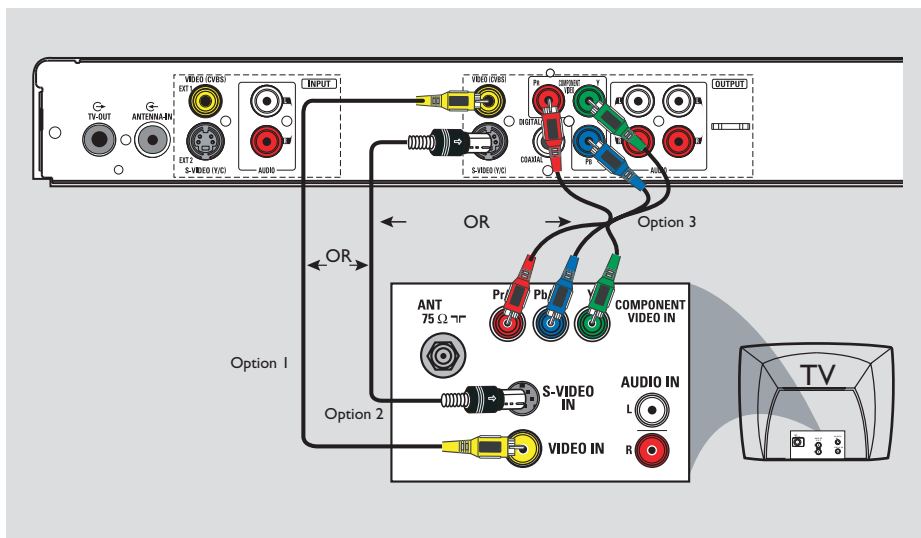 VIDEO (CVBS)
EXT 1
INPUT
TV-OUT
ANTENNA-IN
EXT 2
S-VIDEO (Y/C)
AUDIO
VIDEO (CVBS)
PR
COMPONENT VIDEO
Y
OUTPUT
DIGITAL
COAXIAL
S-VIDEO (Y/C)
PB
AUDIO
OR
Option 3
OR
Option 1
Option 2
ANT
75 Ω
Pr/
Pb/
Y
COMPONENT
VIDEO IN
S-VIDEO
IN
AUDIO IN
L
R
VIDEO IN
TV